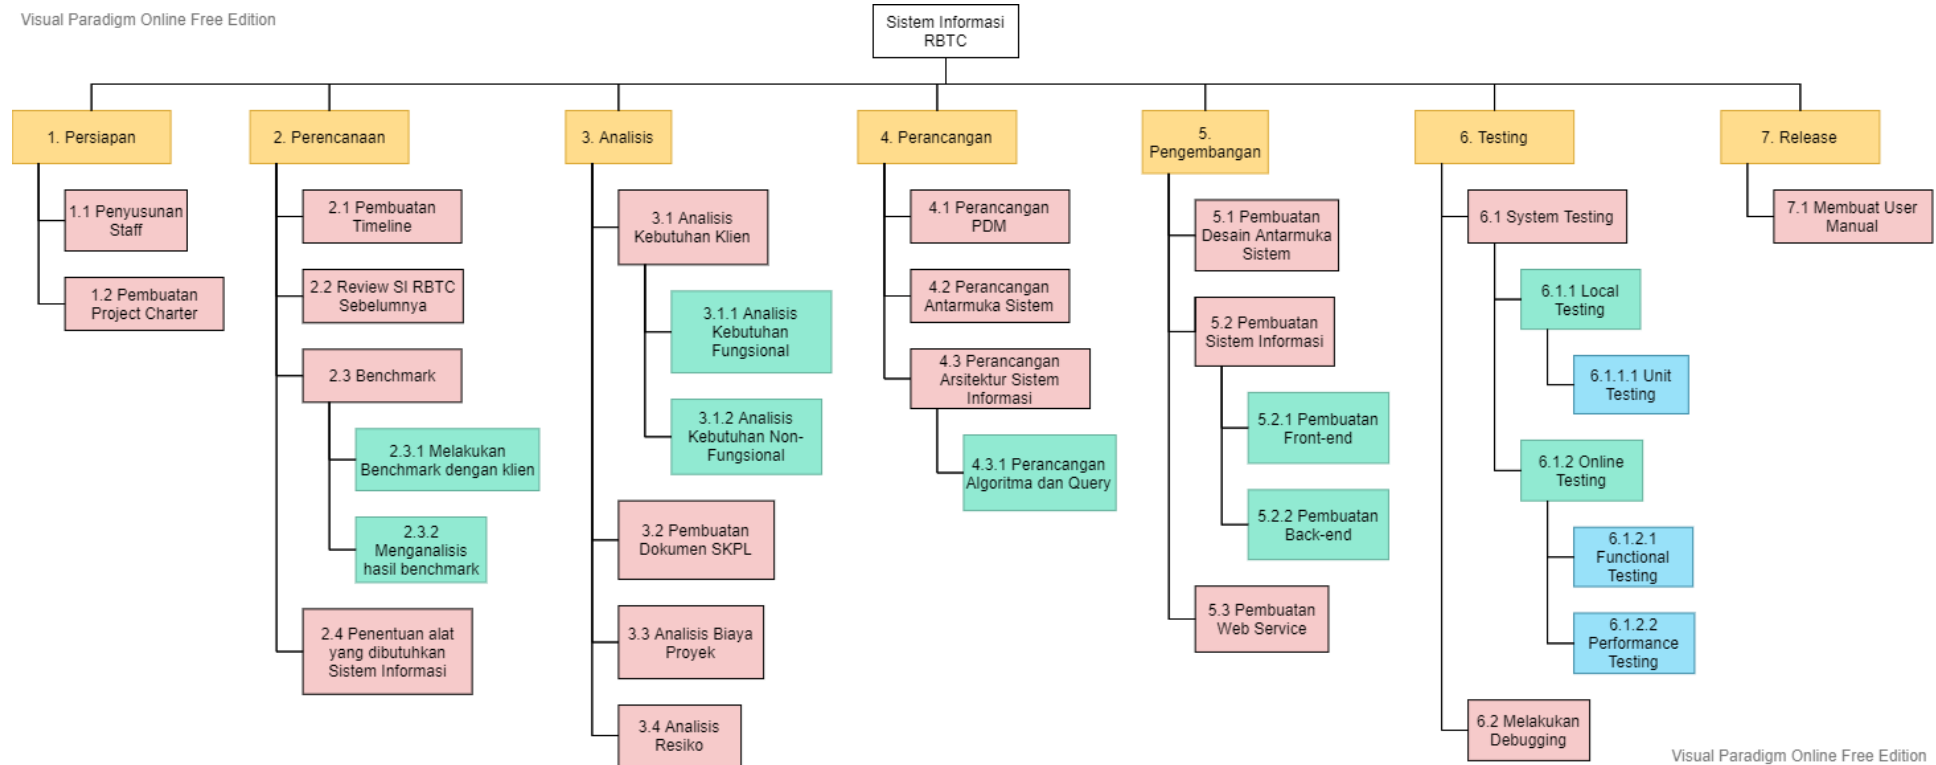 Visual Paradigm Online Free Edition
Sistem Informasi
RBTC
1. Persiapan
1.1 Penyusunan
Staff
1.2 Pembuatan
Project Charter
2. Perencanaan
2.1 Pembuatan
Timeline
2.2 Review SI RBTC
Sebelumnya
2.3 Benchmark
2.3.1 Melakukan
Benchmark dengan klien
2.3.2
Menganalisis
hasil benchmark
2.4 Penentuan alat
yang dibutuhkan
Sistem Informasi
3. Analisis
3.1 Analisis
Kebutuhan Klien
3.1.1 Analisis
Kebutuhan
Fungsional
3.1.2 Analisis
Kebutuhan Non-
Fungsional
3.2 Pembuatan
Dokumen SKPL
3.3 Analisis Biaya
Proyek
3.4 Analisis
Resiko
4. Perancangan
4.1 Perancangan
PDM
4.2 Perancangan
Antarmuka Sistem
4.3 Perancangan
Arsitektur Sistem
Informasi
4.3.1 Perancangan
Algoritma dan Query
5.
Pengembangan
5.1 Pembuatan
Desain Antarmuka
Sistem
5.2 Pembuatan
Sistem Informasi
5.2.1 Pembuatan
Front-end
5.2.2 Pembuatan
Back-end
5.3 Pembuatan
Web Service
6. Testing
6.1 System Testing
6.1.1 Local
Testing
6.1.1.1 Unit
Testing
6.1.2 Online
Testing
6.1.2.1
Functional
Testing
6.1.2.2
Performance
Testing
6.2 Melakukan
Debugging
7. Release
7.1 Membuat User
Manual
Visual Paradigm Online Free Edition